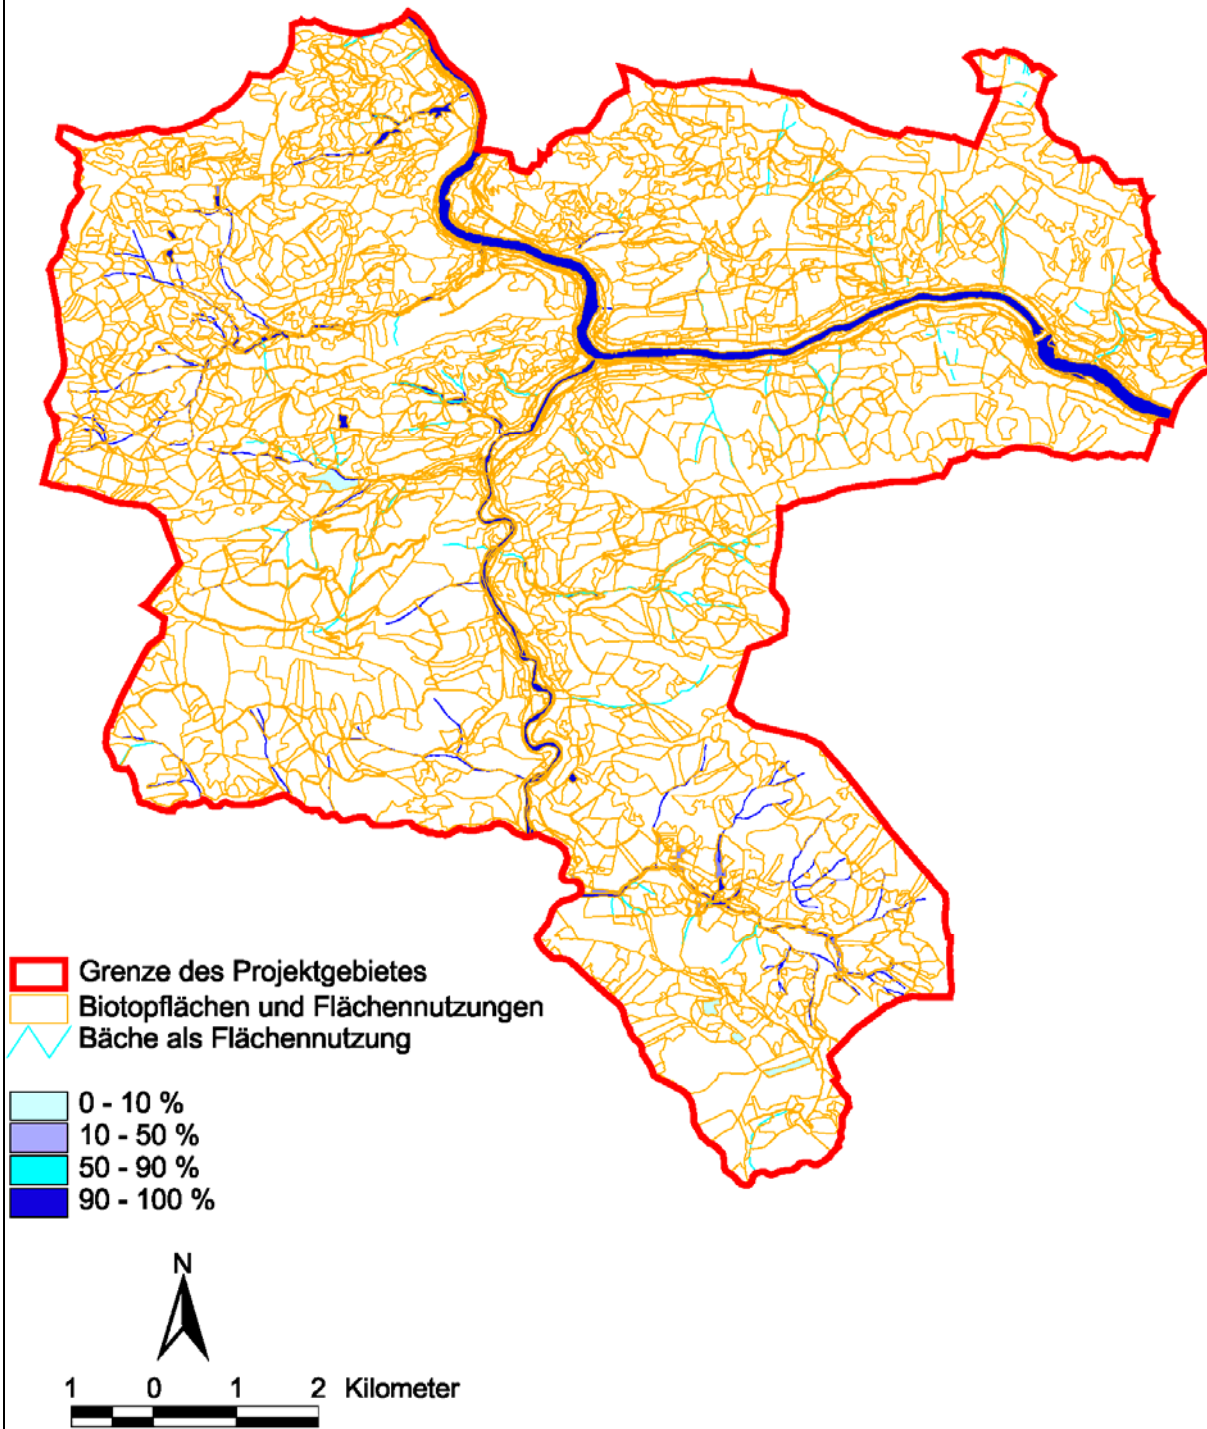 Grenze des Projektgebietes
Biotopflächen und Flächennutzungen
Bäche als Flächennutzung
0 - 10 %
10 - 50 %
50 - 90 %
90 - 100 %
N
1 0 1 2 Kilometer